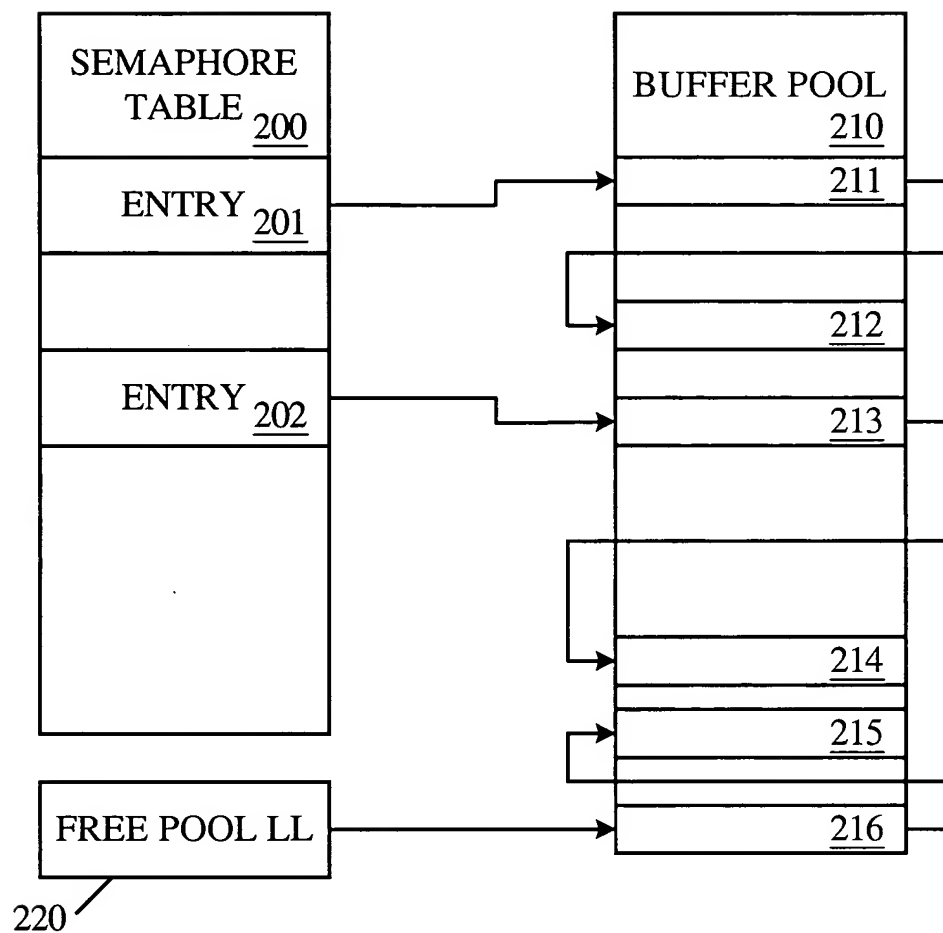 SEMAPHORE
TABLE 200
ENTRY 201
ENTRY 202
FREE POOL LL
220
BUFFER POOL
210
211
212
213
214
215
216